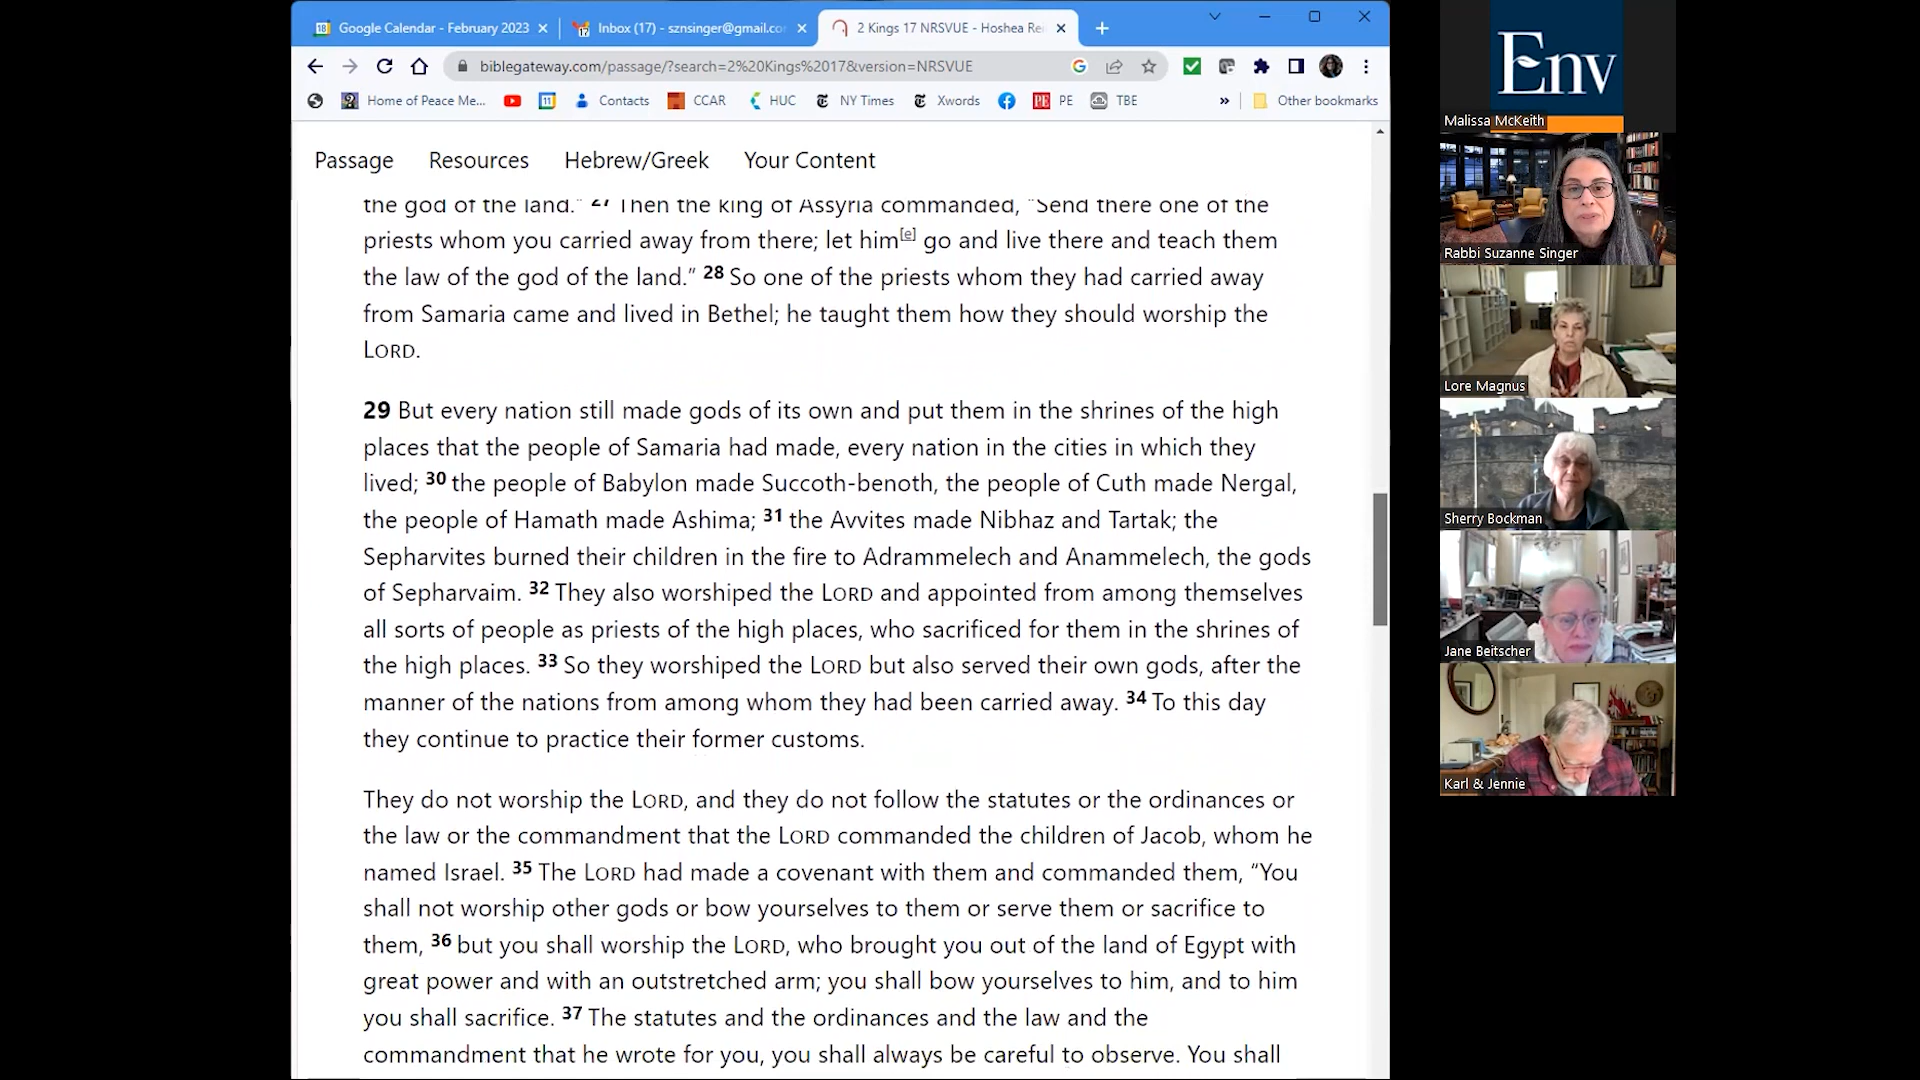 Google Calendar - February 2023
Inbox (17) - sznsinger@gmail.co
2 Kings 17 NRSVUE - Hoshea Re
biblegateway.com/passage/?search=2%20Kings%2017&version=NRSVUE
Home of Peace Me...
Contacts
CCAR
HUC
NY Times
Xwords
PE
TBE
»
Other bookmarks
Passage Resources Hebrew/Greek Your Content
the god of the land.” 27 Then the king of Assyria commanded, “Send there one of the
priests whom you carried away from there; let him[e] go and live there and teach them
the law of the god of the land.” 28 So one of the priests whom they had carried away
from Samaria came and lived in Bethel; he taught them how they should worship the
LORD.
29 But every nation still made gods of its own and put them in the shrines of the high
places that the people of Samaria had made, every nation in the cities in which they
lived; 30 the people of Babylon made Succoth-benoth, the people of Cuth made Nergal,
the people of Hamath made Ashima; 31 the Avvites made Nibhaz and Tartak; the
Sepharvites burned their children in the fire to Adrammelech and Anammelech, the gods
of Sepharvaim. 32 They also worshiped the LORD and appointed from among themselves
all sorts of people as priests of the high places, who sacrificed for them in the shrines of
the high places. 33 So they worshiped the LORD but also served their own gods, after the
manner of the nations from among whom they had been carried away. 34 To this day
they continue to practice their former customs.
They do not worship the LORD, and they do not follow the statutes or the ordinances or
the law or the commandment that the LORD commanded the children of Jacob, whom he
named Israel. 35 The LORD had made a covenant with them and commanded them, “You
shall not worship other gods or bow yourselves to them or serve them or sacrifice to
them, 36 but you shall worship the LORD, who brought you out of the land of Egypt with
great power and with an outstretched arm; you shall bow yourselves to him, and to him
you shall sacrifice. 37 The statutes and the ordinances and the law and the
commandment that he wrote for you, you shall always be careful to observe. You shall
Env
Malissa McKeith
Rabbi Suzanne Singer
Lore Magnus
Sherry Bockman
Jane Beitscher
Karl & Jennie